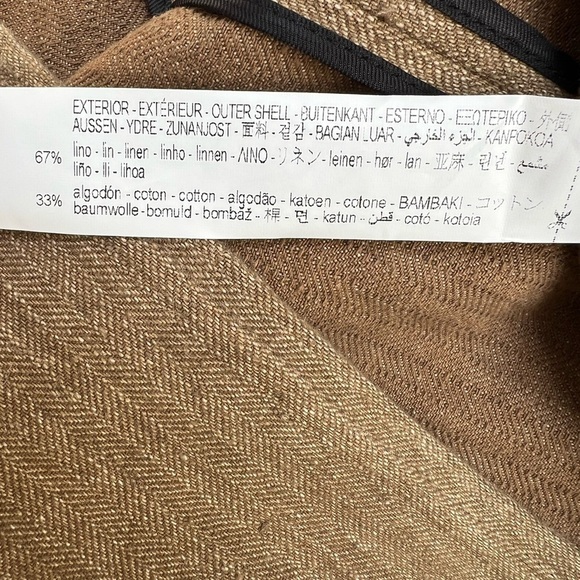 EXTERIOR - EXTÉRIEUR - OUTER SHELL - BUITENKANT - ESTERNO - ΕΞΩΤΕΡΙΚΟ - 外側
AUSSEN - YDRE - ZUNANJOST - 面料 - 겉감 - BAGIAN LUAR - الجزء الخارجي - KANPOKOA
67% lino - lin - linen - linho - linnen - ΛΙΝΟ - リネン - leinen - hør - lan - 亚麻 - 린넨 -
liño - lli - lihoa
33% algodón - coton - cotton - algodão - katoen - cotone - ΒΑΜΒΑΚΙ - コットン
baumwolle - bomuld - bombaž - 棉 - 면 - katun - قطن - cotó - kotoia